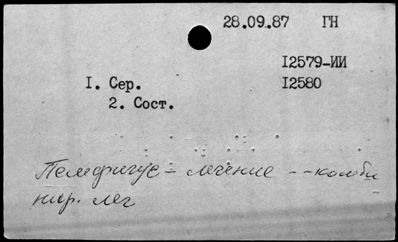 28.09.87 ГН
I2579-ИИ
I. Сер. I2580
2. Сост.
Пемфигус - лечение -- комби
нир. лег